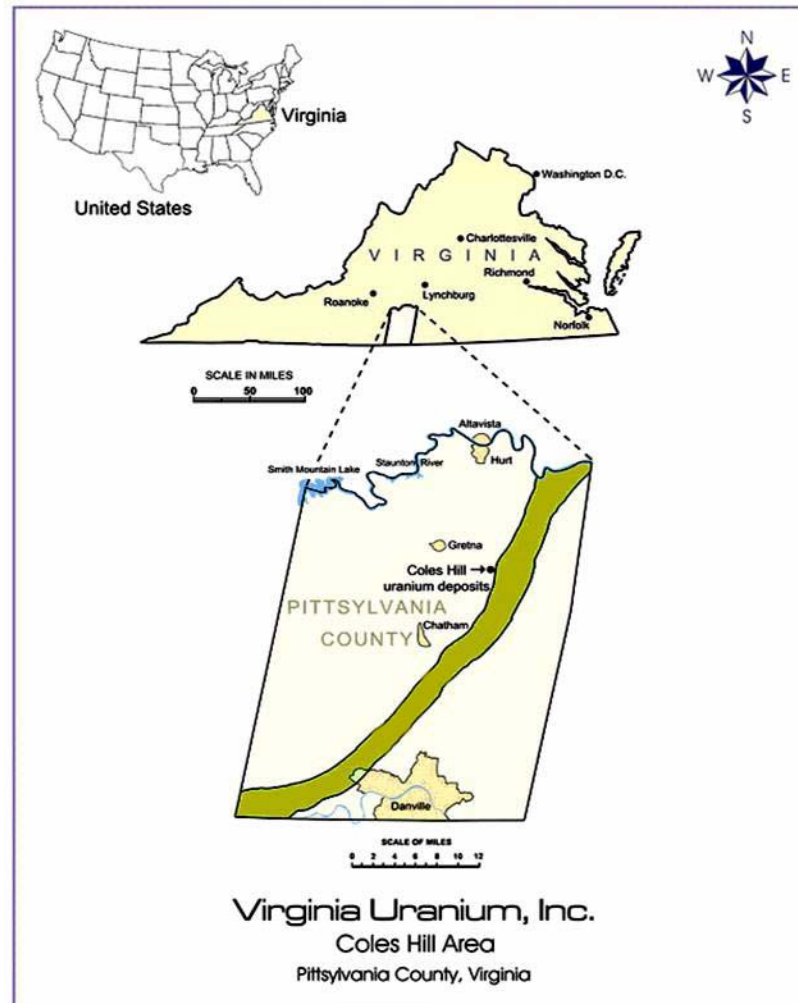 N
W E
S
Virginia
United States
Washington D.C.
Charlottesville
VIRGINIA
Richmond
Roanoke
Lynchburg
Norfolk
SCALE IN MILES
0 50 100
Altavista
Hurt
Staunton River
Smith Mountain Lake
Gretna
Coles Hill →
uranium deposits
PITTSYLVANIA
COUNTY
Chatham
Danville
SCALE OF MILES
0 2 4 6 8 10 12
Virginia Uranium, Inc.
Coles Hill Area
Pittsylvania County, Virginia